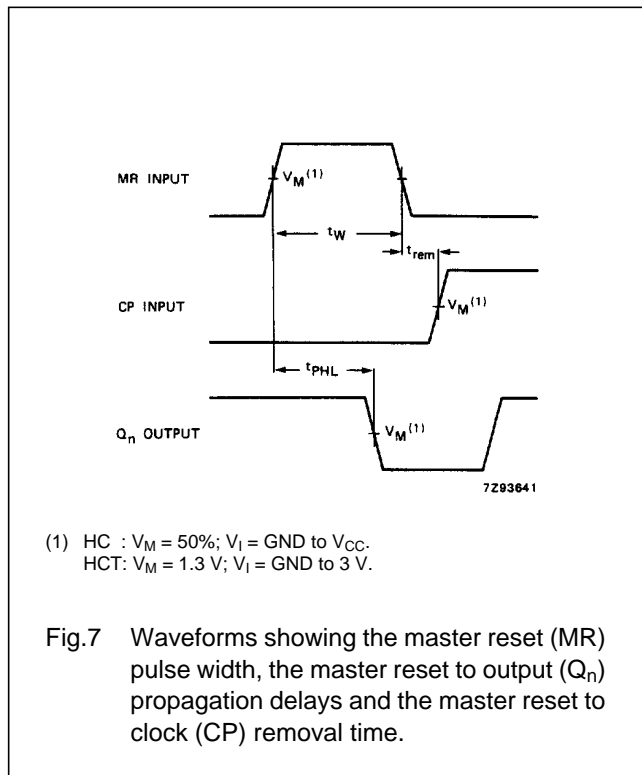 MR INPUT
V_M(1)
t_W
t_rem
CP INPUT
V_M(1)
t_PHL
Q_n OUTPUT
V_M(1)
7Z93641
(1) HC : V_M = 50%; V_I = GND to V_CC.
HCT: V_M = 1.3 V; V_I = GND to 3 V.
Fig.7 Waveforms showing the master reset (MR)
pulse width, the master reset to output (Q_n)
propagation delays and the master reset to
clock (CP) removal time.